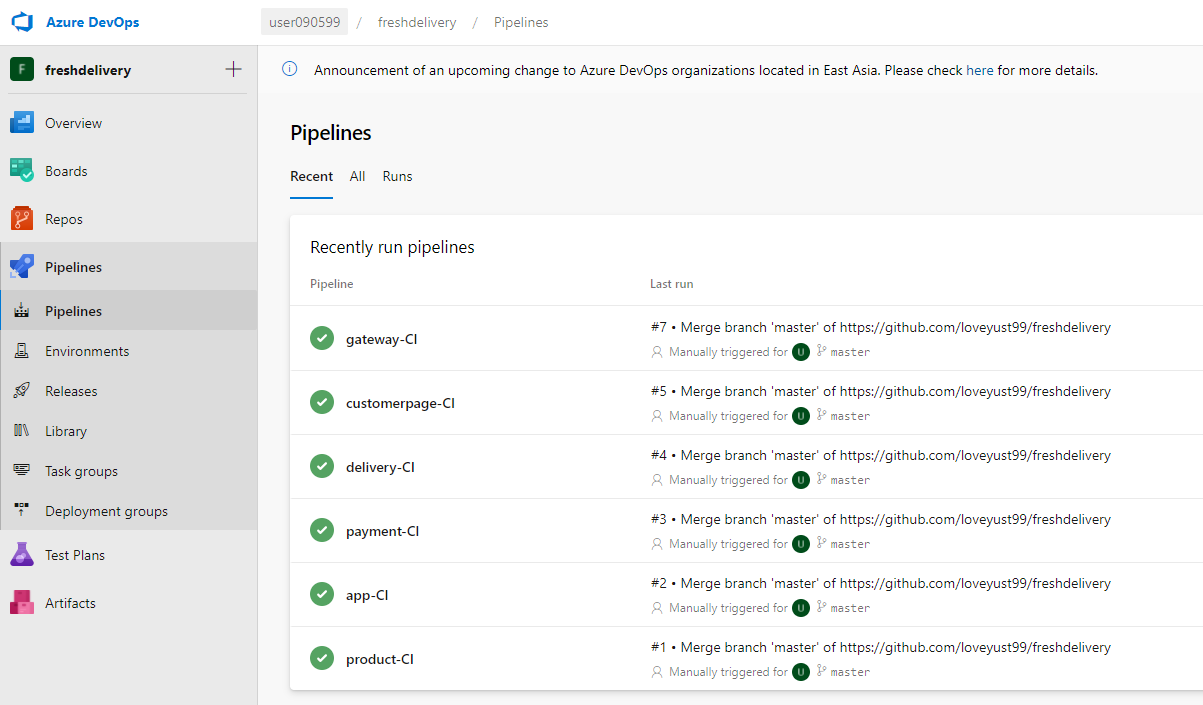 Azure DevOps
user090599 / freshdelivery / Pipelines
F freshdelivery
Announcement of an upcoming change to Azure DevOps organizations located in East Asia. Please check here for more details.
Overview
Boards
Repos
Pipelines
Pipelines
Environments
Releases
Library
Task groups
Deployment groups
Test Plans
Artifacts
Pipelines
Recent All Runs
Recently run pipelines
Pipeline Last run
gateway-CI
#7 • Merge branch 'master' of https://github.com/loveyust99/freshdelivery
Manually triggered for U master
customerpage-CI
#5 • Merge branch 'master' of https://github.com/loveyust99/freshdelivery
Manually triggered for U master
delivery-CI
#4 • Merge branch 'master' of https://github.com/loveyust99/freshdelivery
Manually triggered for U master
payment-CI
#3 • Merge branch 'master' of https://github.com/loveyust99/freshdelivery
Manually triggered for U master
app-CI
#2 • Merge branch 'master' of https://github.com/loveyust99/freshdelivery
Manually triggered for U master
product-CI
#1 • Merge branch 'master' of https://github.com/loveyust99/freshdelivery
Manually triggered for U master